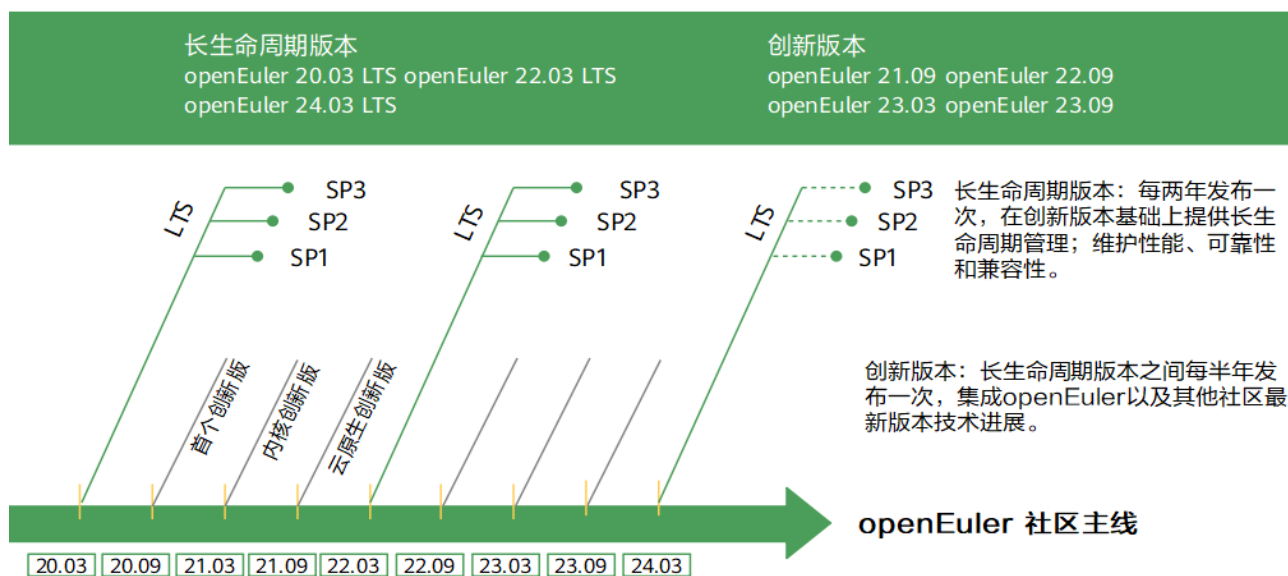 长生命周期版本
openEuler 20.03 LTS openEuler 22.03 LTS
openEuler 24.03 LTS
创新版本
openEuler 21.09 openEuler 22.09
openEuler 23.03 openEuler 23.09
LTS
SP3
SP2
SP1
LTS
SP3
SP2
SP1
LTS
SP3
SP2
SP1
长生命周期版本：每两年发布一
次，在创新版本基础上提供长生
命周期管理；维护性能、可靠性
和兼容性。
首个创新版
内核创新版
云原生创新版
创新版本：长生命周期版本之间每半年发
布一次，集成openEuler以及其他社区最
新版本技术进展。
openEuler 社区主线
20.03 20.09 21.03 21.09 22.03 22.09 23.03 23.09 24.03